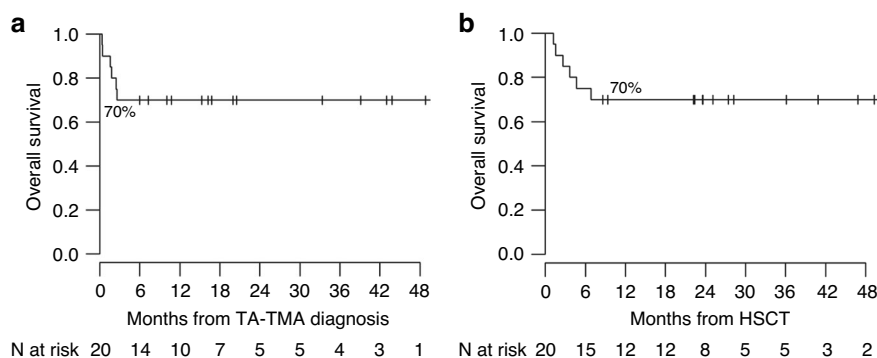 a
1.0
0.8
0.6
0.4
0.2
0.0
Overall survival
70%
0 6 12 18 24 30 36 42 48
Months from TA-TMA diagnosis
N at risk 20 14 10 7 5 5 4 3 1
b
1.0
0.8
0.6
0.4
0.2
0.0
Overall survival
70%
0 6 12 18 24 30 36 42 48
Months from HSCT
N at risk 20 15 12 12 8 5 5 3 2